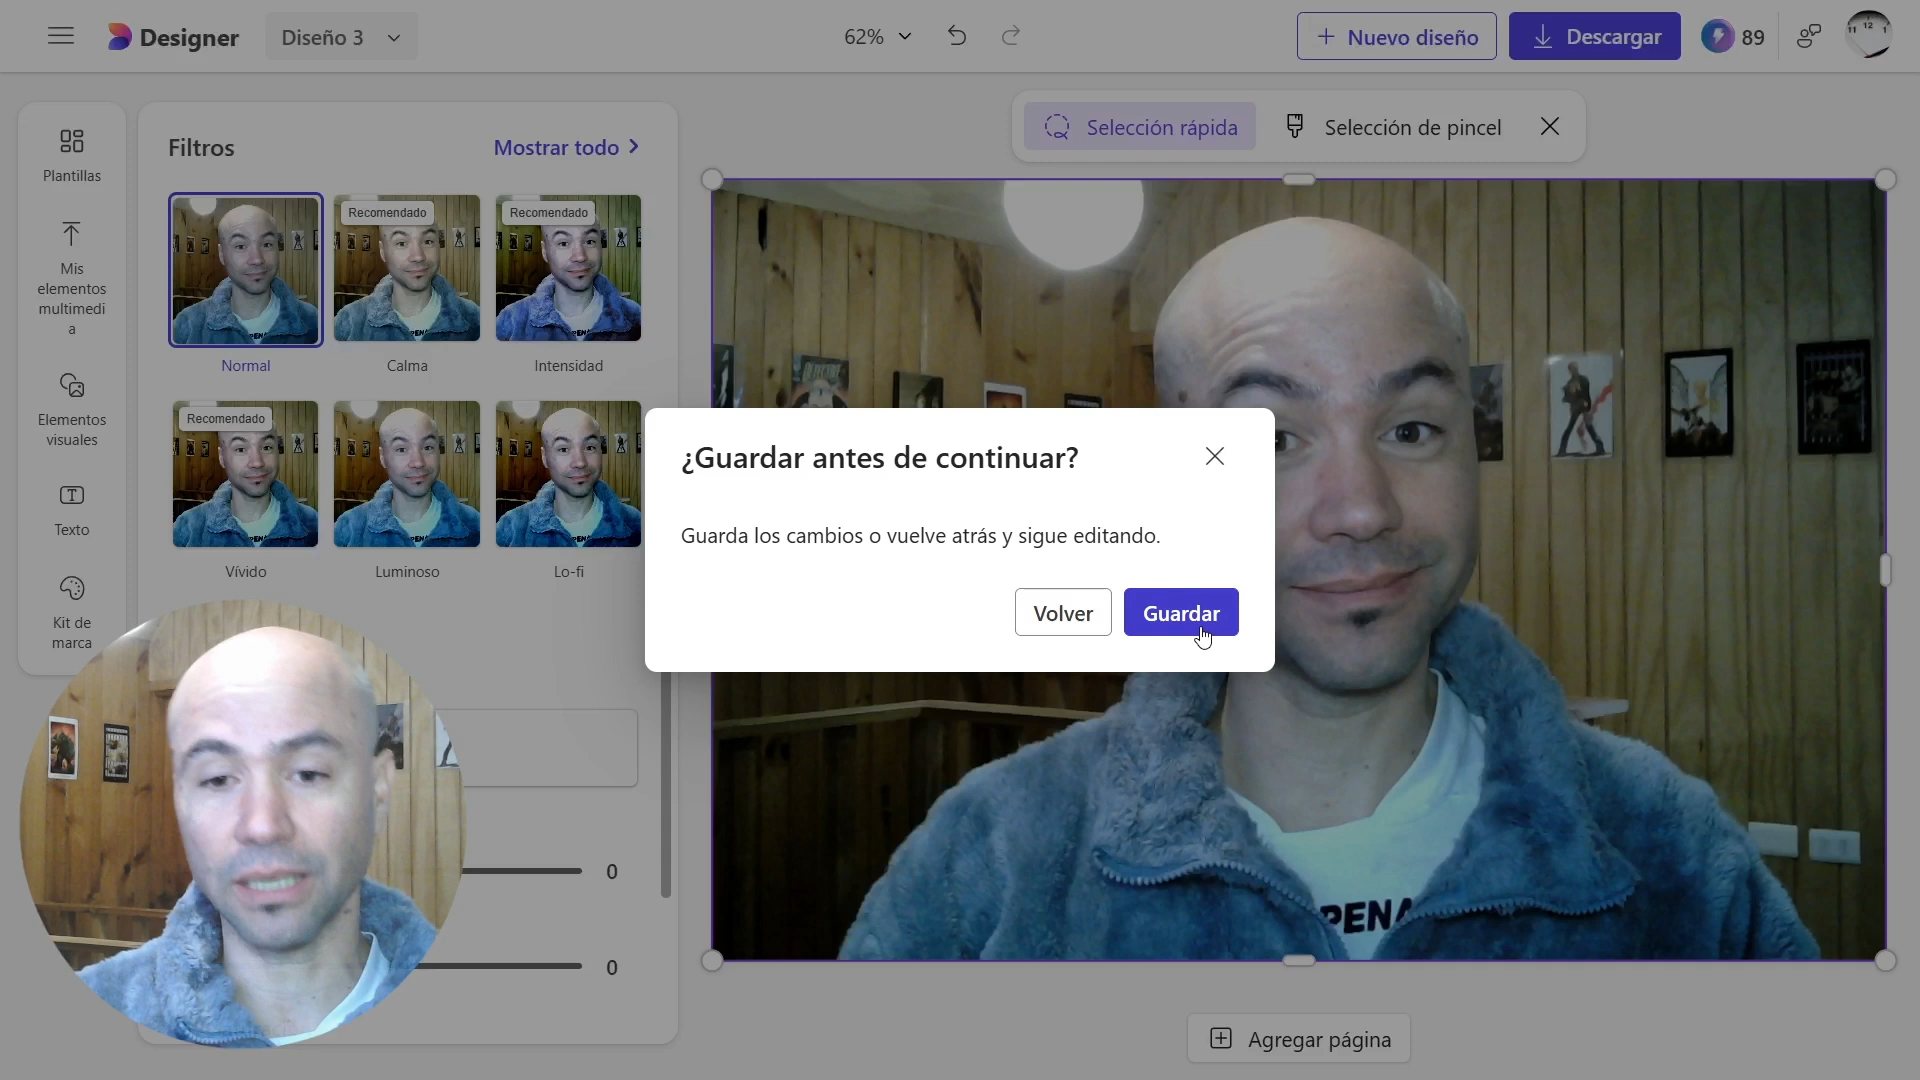 Designer
Diseño 3
62%
Nuevo diseño
Descargar
89
Plantillas
Mis
elementos
multimedi
a
Elementos
visuales
Texto
Kit de
marca
Filtros
Mostrar todo
Recomendado
Recomendado
Normal
Calma
Intensidad
Recomendado
Vívido
Luminoso
Lo-fi
0
0
Selección rápida
Selección de pincel
¿Guardar antes de continuar?
Guarda los cambios o vuelve atrás y sigue editando.
Volver
Guardar
PENA
Agregar página